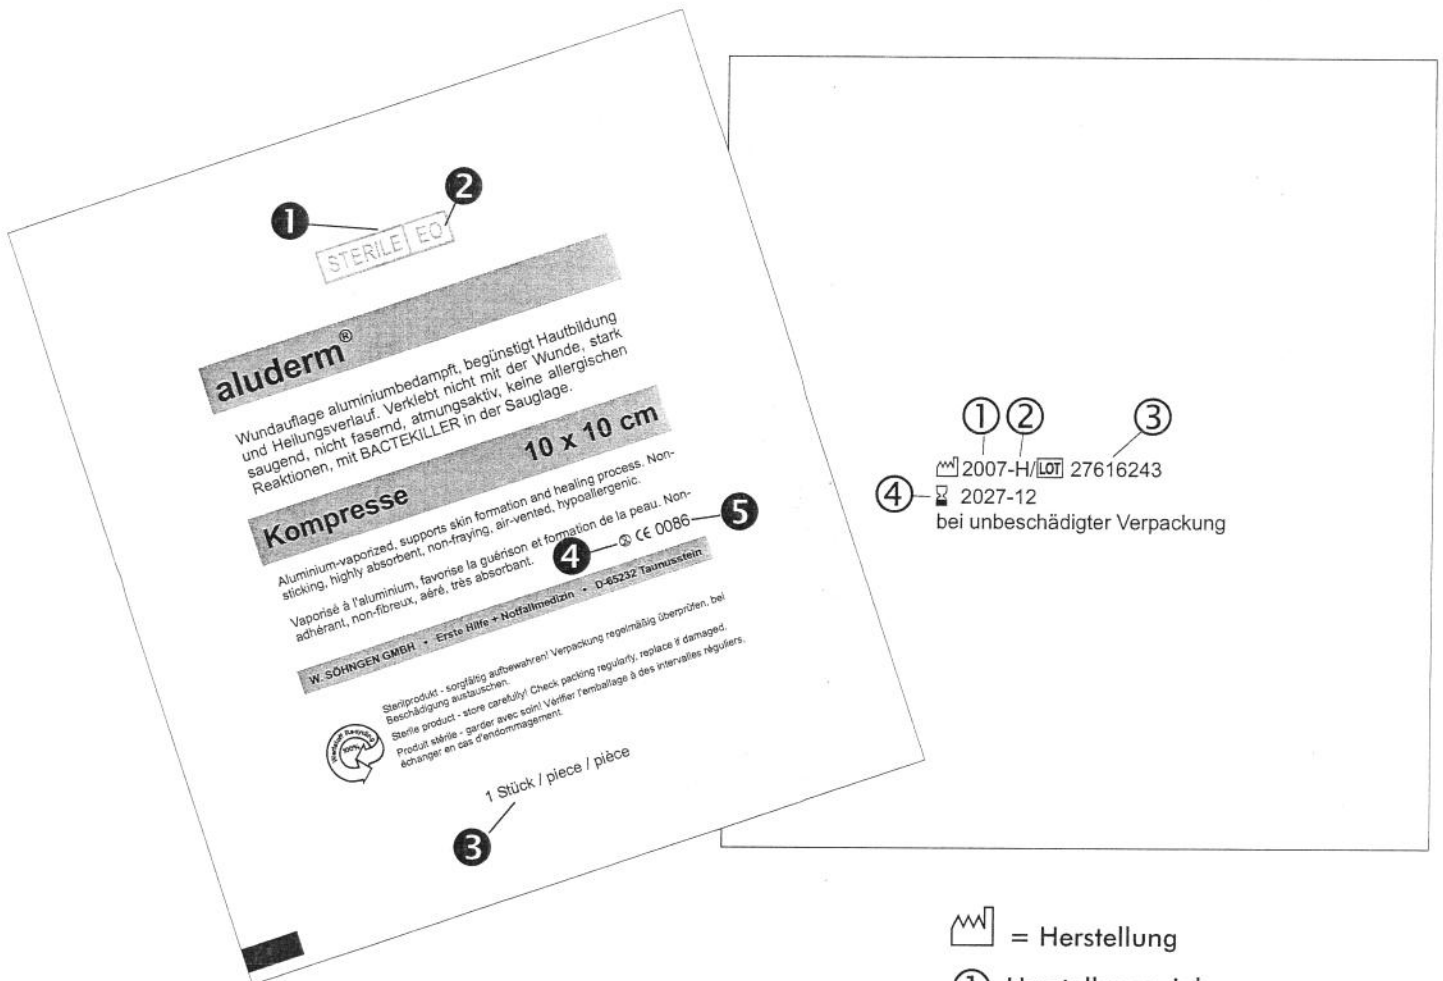 ❶
❷
STERILE EO
aluderm®
Wundauflage aluminiumbedampft, begünstigt Hautbildung
und Heilungsverlauf. Verklebt nicht mit der Wunde, stark
saugend, nicht fasernd, atmungsaktiv, keine allergischen
Reaktionen, mit BACTEKILLER in der Sauglage.
Kompresse 10 x 10 cm
Aluminium-vaporized, supports skin formation and healing process. Non-
sticking, highly absorbent, non-fraying, air-vented, hypoallergenic.
Vaporisé à l'aluminium, favorise la guérison et formation de la peau. Non-
adhérant, non-fibreux, aéré, très absorbant.
❹ CE 0086 ❺
W. SÖHNGEN GMBH • Erste Hilfe + Notfallmedizin • D-65232 Taunusstein
Sterilprodukt - sorgfältig aufbewahren! Verpackung regelmäßig überprüfen, bei
Beschädigung austauschen.
Sterile product - store carefully! Check packing regularly, replace if damaged.
Produit stérile - garder avec soin! Vérifier l'emballage à des intervalles réguliers,
échanger en cas d'endommagement.
100%
1 Stück / piece / pièce
❸
① ② ③
2007-H/LOT 27616243
④ 2027-12
bei unbeschädigter Verpackung
= Herstellung